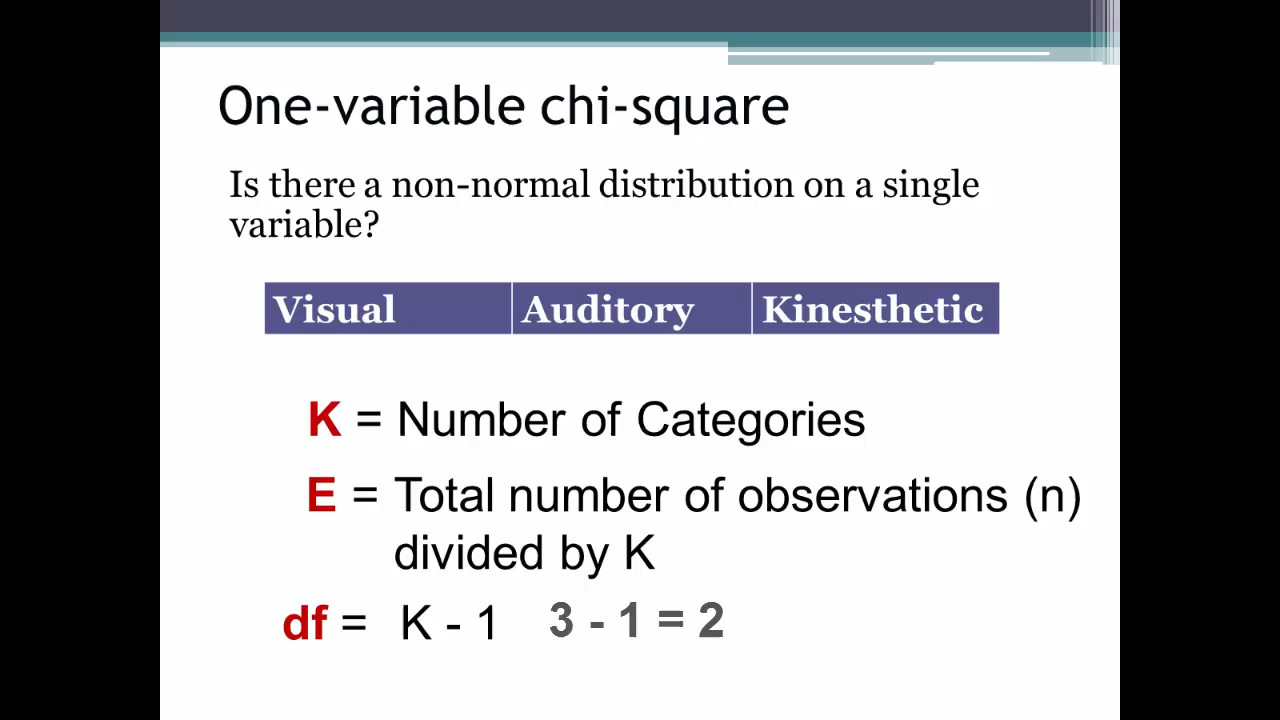 One-variable chi-square
Is there a non-normal distribution on a single
variable?
Visual Auditory Kinesthetic
K = Number of Categories
E = Total number of observations (n)
divided by K
df = K - 1 3 - 1 = 2